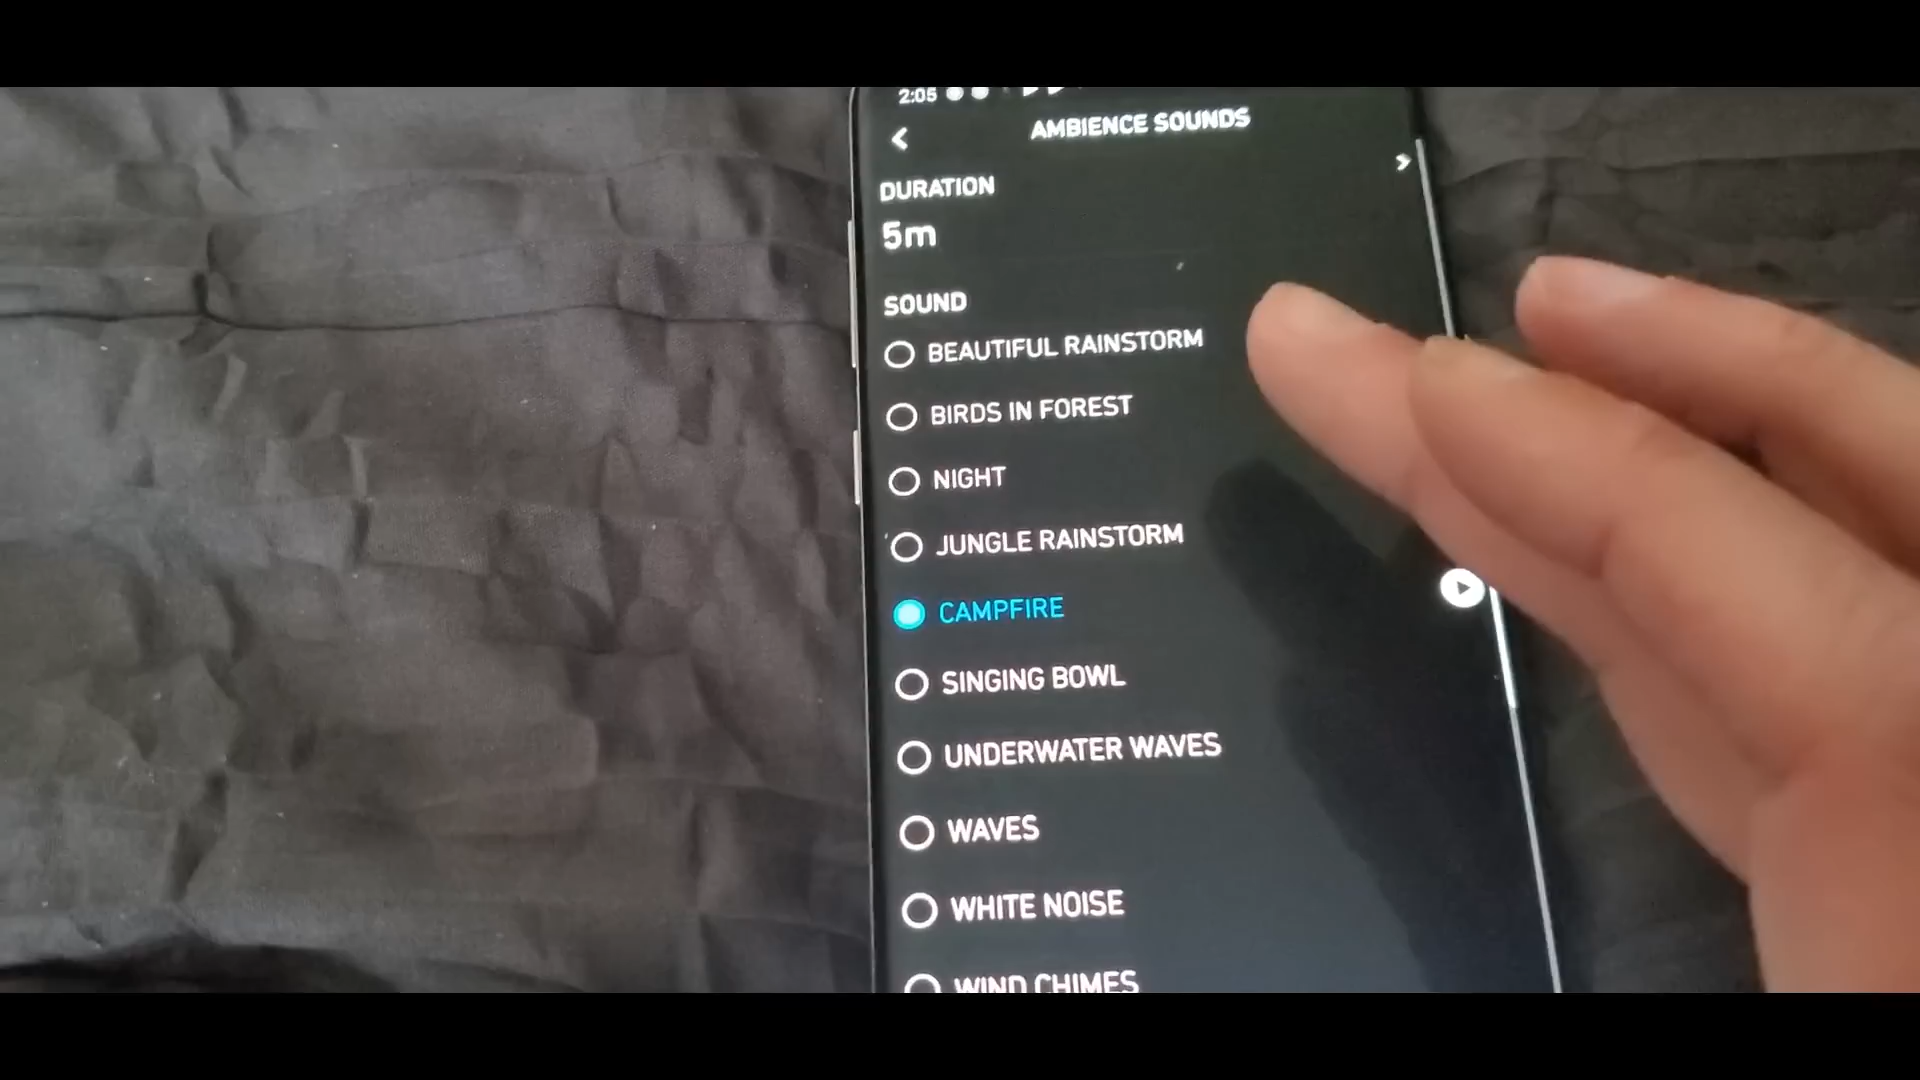 2:05
AMBIENCE SOUNDS
DURATION
5m
SOUND
BEAUTIFUL RAINSTORM
BIRDS IN FOREST
NIGHT
JUNGLE RAINSTORM
CAMPFIRE
SINGING BOWL
UNDERWATER WAVES
WAVES
WHITE NOISE
WIND CHIMES